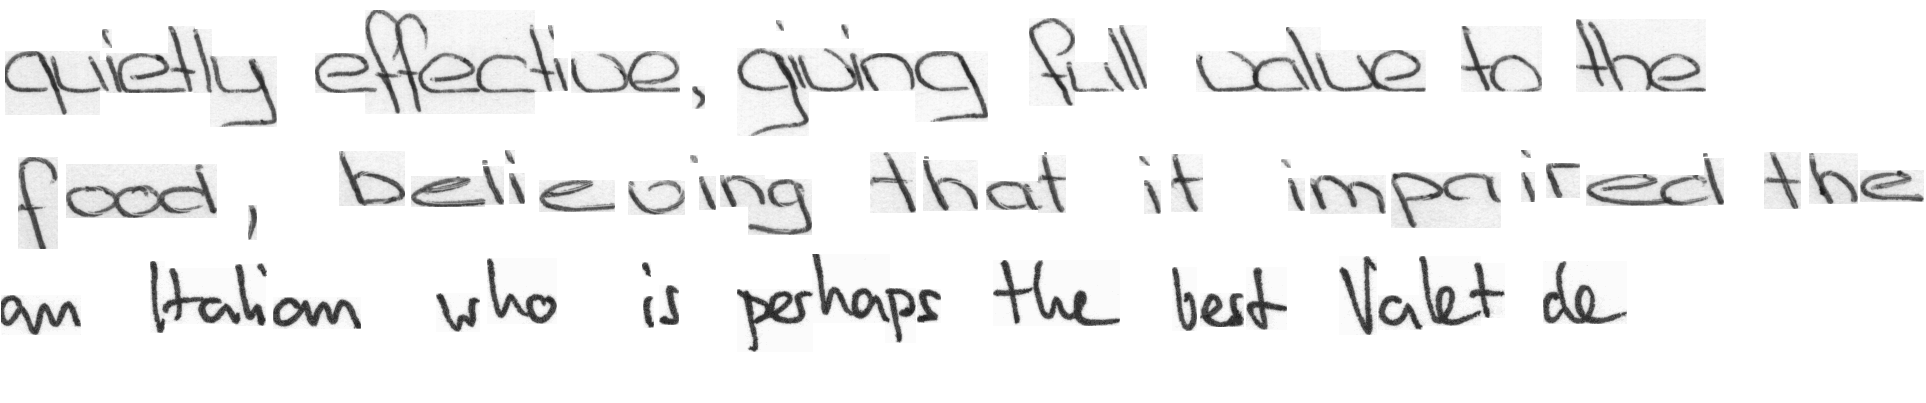 quietly effective, giving full value to the
food, believing that it impaired the
an Italian who is perhaps the best Valet de